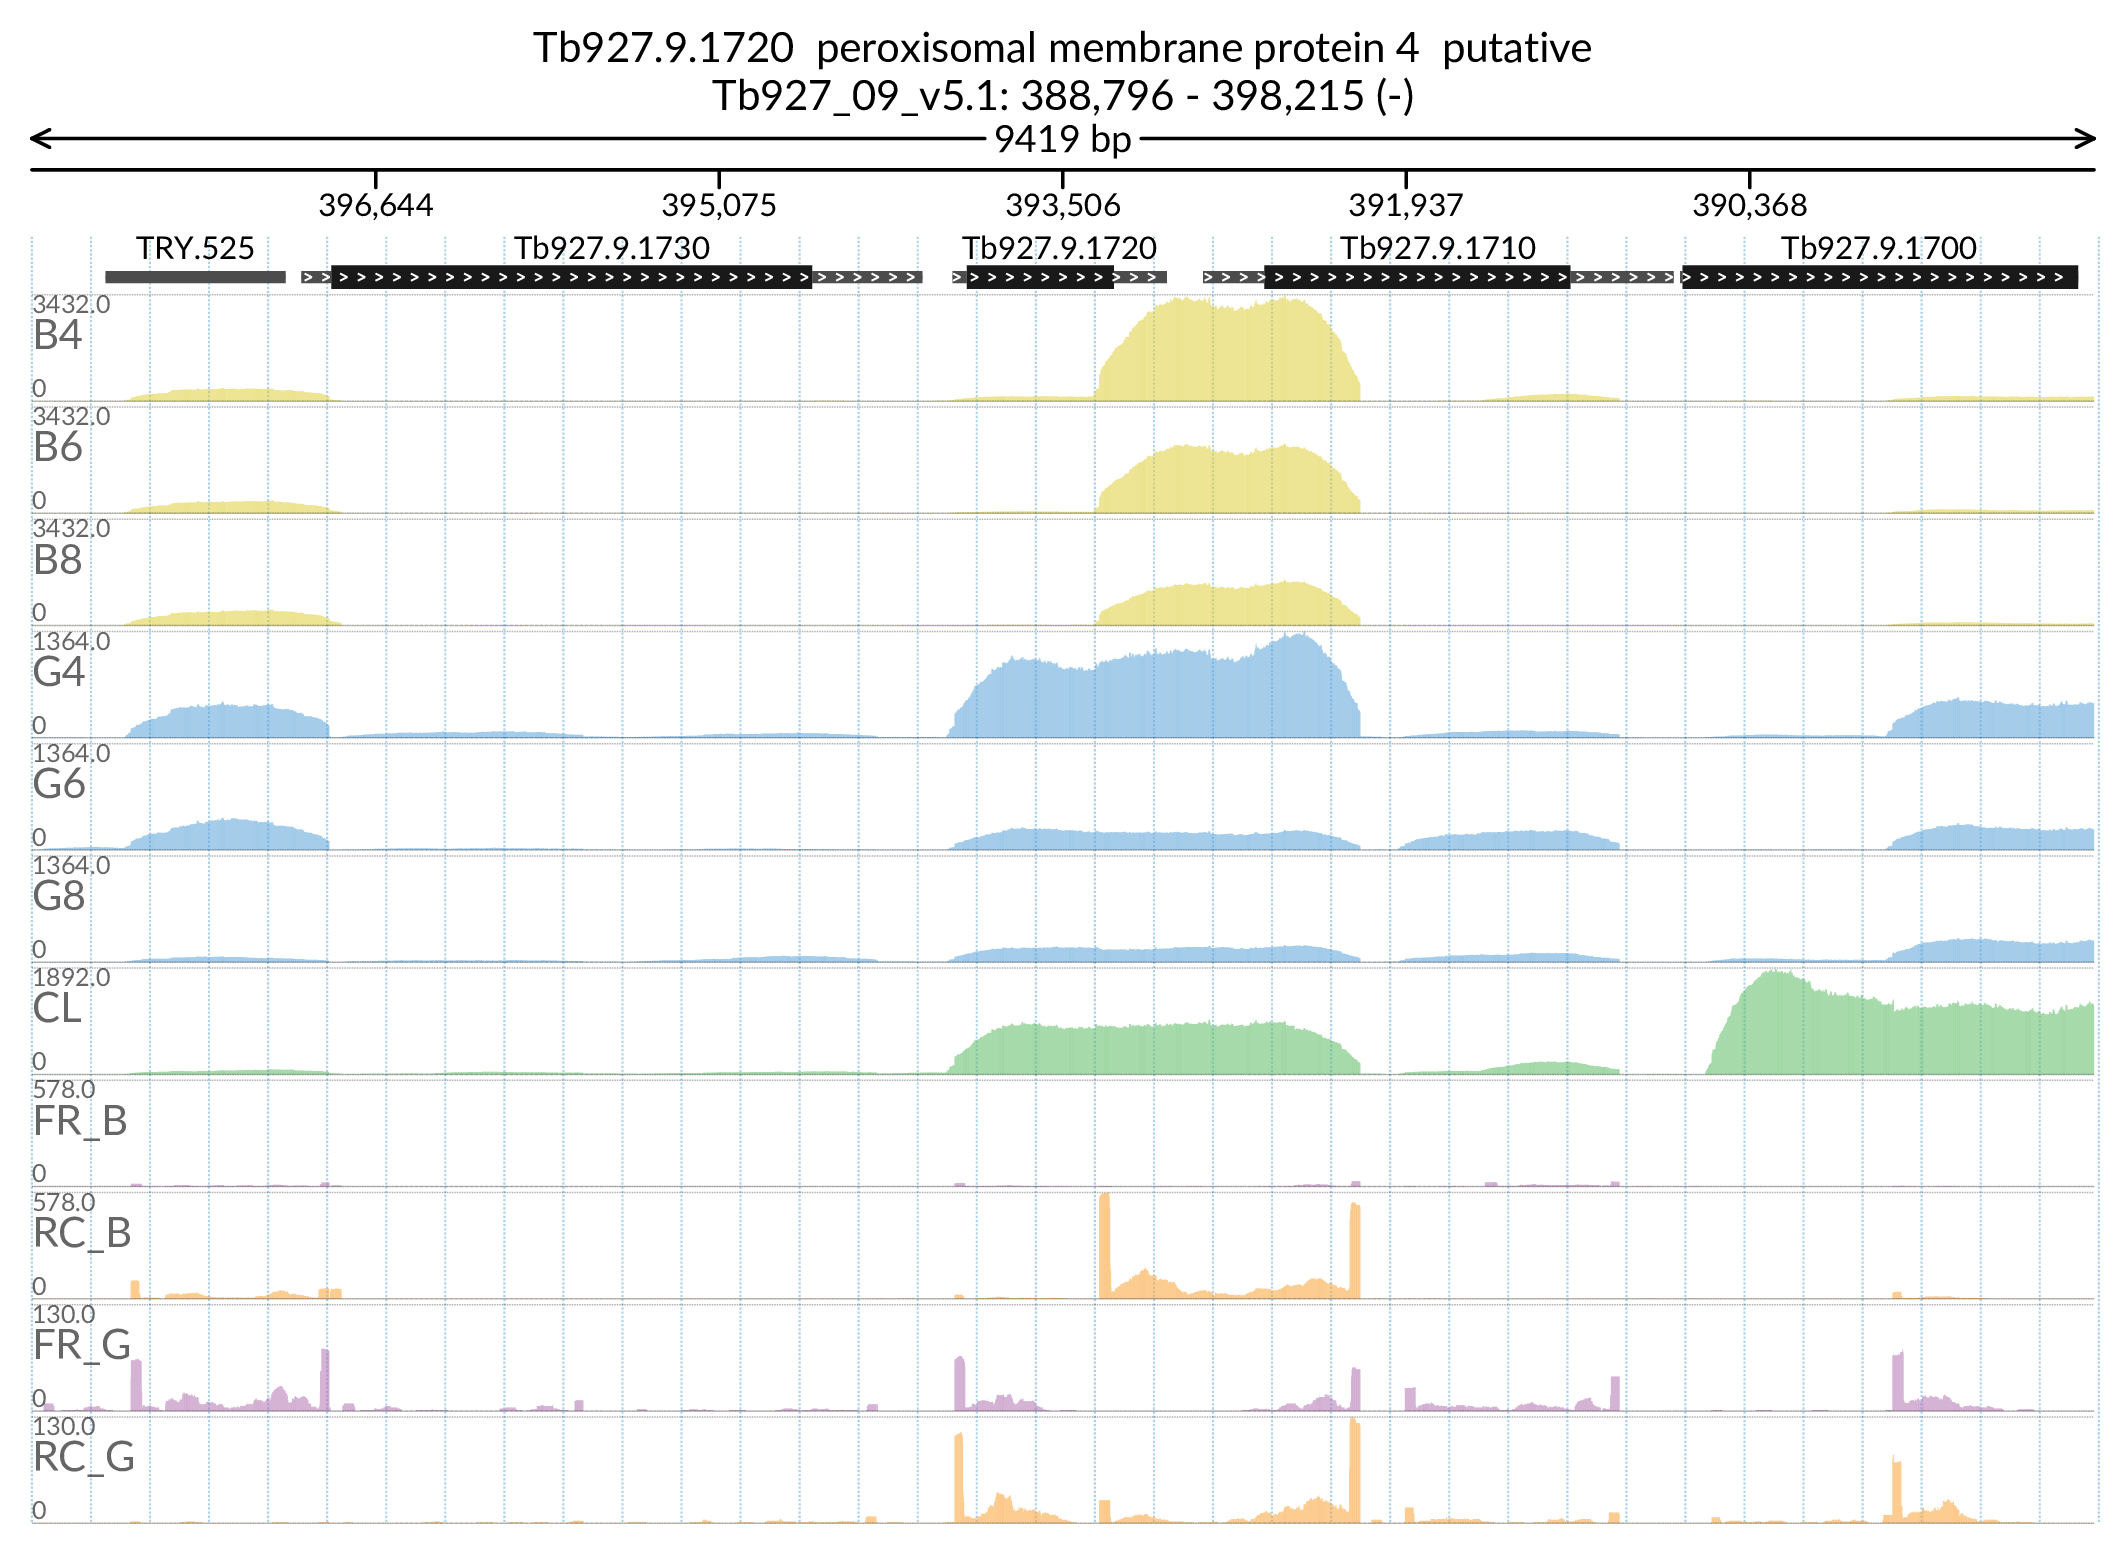 Tb927.9.1720 peroxisomal membrane protein 4 putative
Tb927_09_v5.1: 388,796 - 398,215 (-)
9419 bp
396,644 395,075 393,506 391,937 390,368
TRY.525 Tb927.9.1730 Tb927.9.1720 Tb927.9.1710 Tb927.9.1700
3432.0
B4
0
3432.0
B6
0
3432.0
B8
0
1364.0
G4
0
1364.0
G6
0
1364.0
G8
0
1892.0
CL
0
578.0
FR_B
0
578.0
RC_B
0
130.0
FR_G
0
130.0
RC_G
0